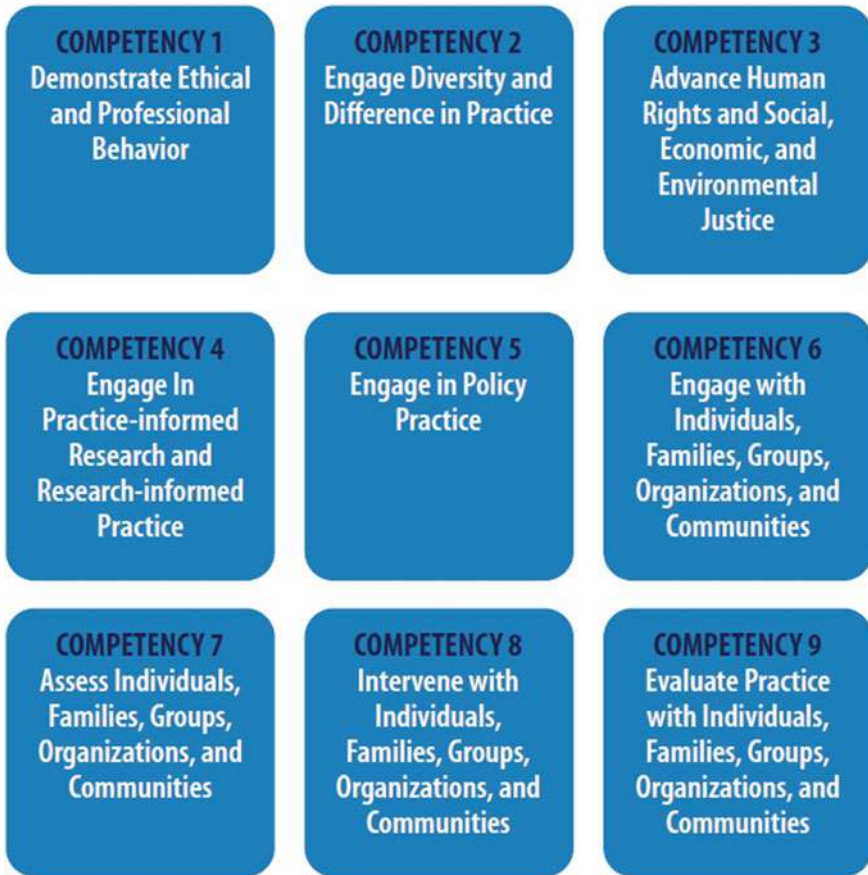 COMPETENCY 1
Demonstrate Ethical
and Professional
Behavior
COMPETENCY 2
Engage Diversity and
Difference in Practice
COMPETENCY 3
Advance Human
Rights and Social,
Economic, and
Environmental
Justice
COMPETENCY 4
Engage In
Practice-informed
Research and
Research-informed
Practice
COMPETENCY 5
Engage in Policy
Practice
COMPETENCY 6
Engage with
Individuals,
Families, Groups,
Organizations, and
Communities
COMPETENCY 7
Assess Individuals,
Families, Groups,
Organizations, and
Communities
COMPETENCY 8
Intervene with
Individuals,
Families, Groups,
Organizations, and
Communities
COMPETENCY 9
Evaluate Practice
with Individuals,
Families, Groups,
Organizations, and
Communities